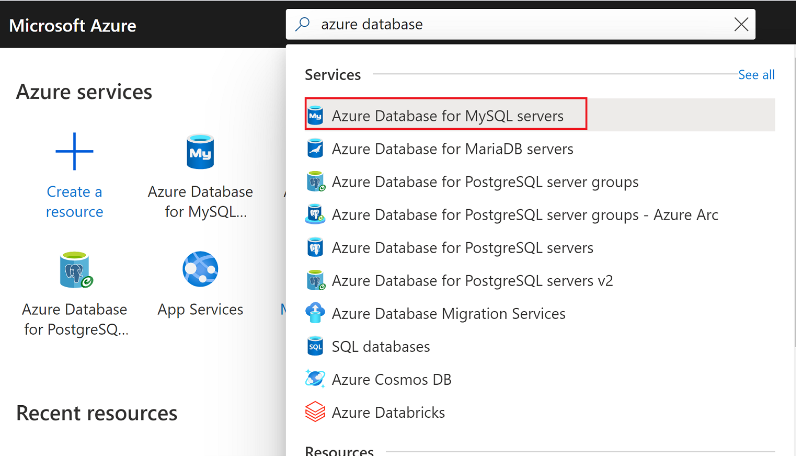 Microsoft Azure
azure database
Azure services
Create a
resource
My
Azure Database
for MySQL...
Azure Database
for PostgreSQ...
App Services
Recent resources
Services
See all
My
Azure Database for MySQL servers
Azure Database for MariaDB servers
Azure Database for PostgreSQL server groups
Azure Database for PostgreSQL server groups - Azure Arc
Azure Database for PostgreSQL servers
Azure Database for PostgreSQL servers v2
Azure Database Migration Services
SQL
SQL databases
Azure Cosmos DB
Azure Databricks
Resources